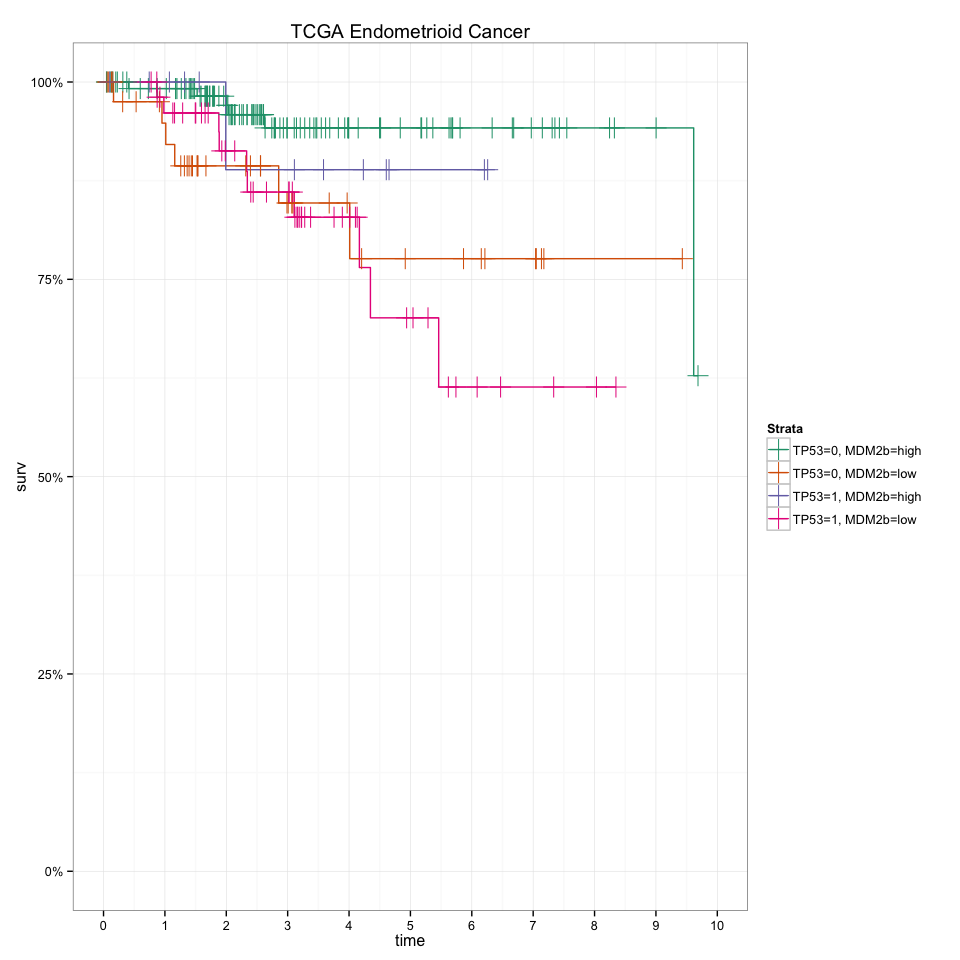 TCGA Endometrioid Cancer
100%
75%
50%
25%
0%
surv
0 1 2 3 4 5 6 7 8 9 10
time
Strata
TP53=0, MDM2b=high
TP53=0, MDM2b=low
TP53=1, MDM2b=high
TP53=1, MDM2b=low